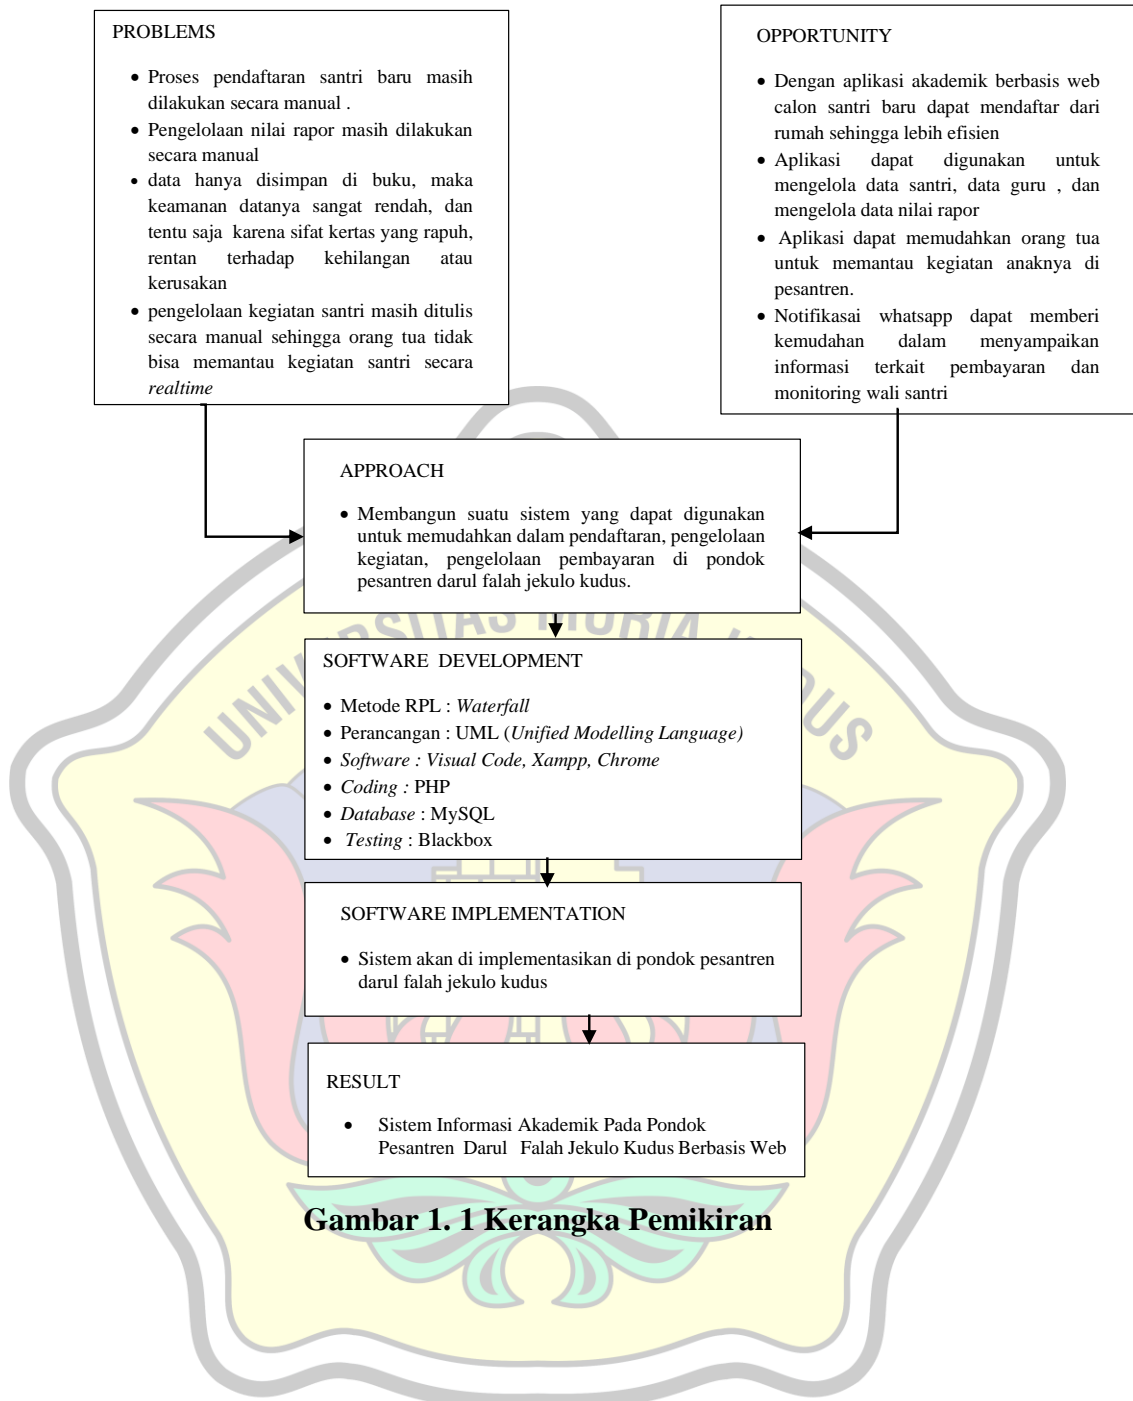 PROBLEMS
• Proses pendaftaran santri baru masih
dilakukan secara manual .
• Pengelolaan nilai rapor masih dilakukan
secara manual
• data hanya disimpan di buku, maka
keamanan datanya sangat rendah, dan
tentu saja karena sifat kertas yang rapuh,
rentan terhadap kehilangan atau
kerusakan
• pengelolaan kegiatan santri masih ditulis
secara manual sehingga orang tua tidak
bisa memantau kegiatan santri secara
realtime
OPPORTUNITY
• Dengan aplikasi akademik berbasis web
calon santri baru dapat mendaftar dari
rumah sehingga lebih efisien
• Aplikasi dapat digunakan untuk
mengelola data santri, data guru , dan
mengelola data nilai rapor
• Aplikasi dapat memudahkan orang tua
untuk memantau kegiatan anaknya di
pesantren.
• Notifikasai whatsapp dapat memberi
kemudahan dalam menyampaikan
informasi terkait pembayaran dan
monitoring wali santri
APPROACH
• Membangun suatu sistem yang dapat digunakan
untuk memudahkan dalam pendaftaran, pengelolaan
kegiatan, pengelolaan pembayaran di pondok
pesantren darul falah jekulo kudus.
SOFTWARE DEVELOPMENT
• Metode RPL : Waterfall
• Perancangan : UML (Unified Modelling Language)
• Software : Visual Code, Xampp, Chrome
• Coding : PHP
• Database : MySQL
• Testing : Blackbox
SOFTWARE IMPLEMENTATION
• Sistem akan di implementasikan di pondok pesantren
darul falah jekulo kudus
RESULT
• Sistem Informasi Akademik Pada Pondok
Pesantren Darul Falah Jekulo Kudus Berbasis Web
Gambar 1. 1 Kerangka Pemikiran